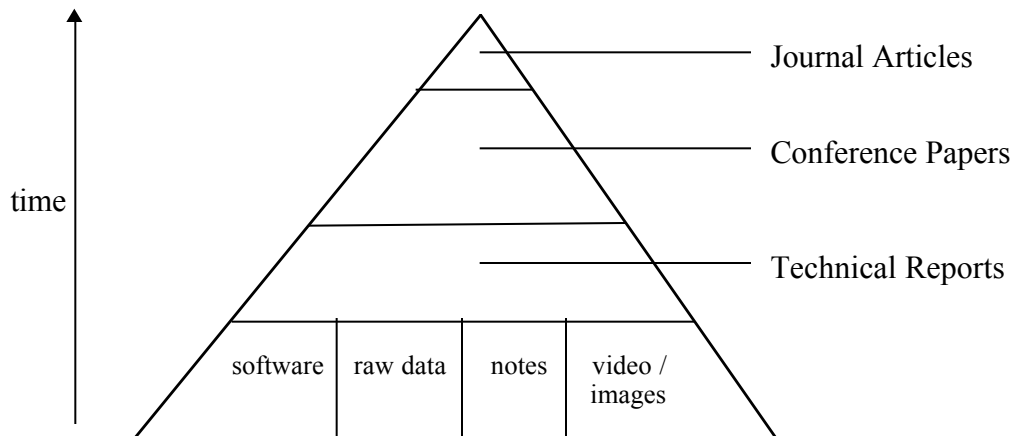 Journal Articles
Conference Papers
time
Technical Reports
software
raw data
notes
video /
images